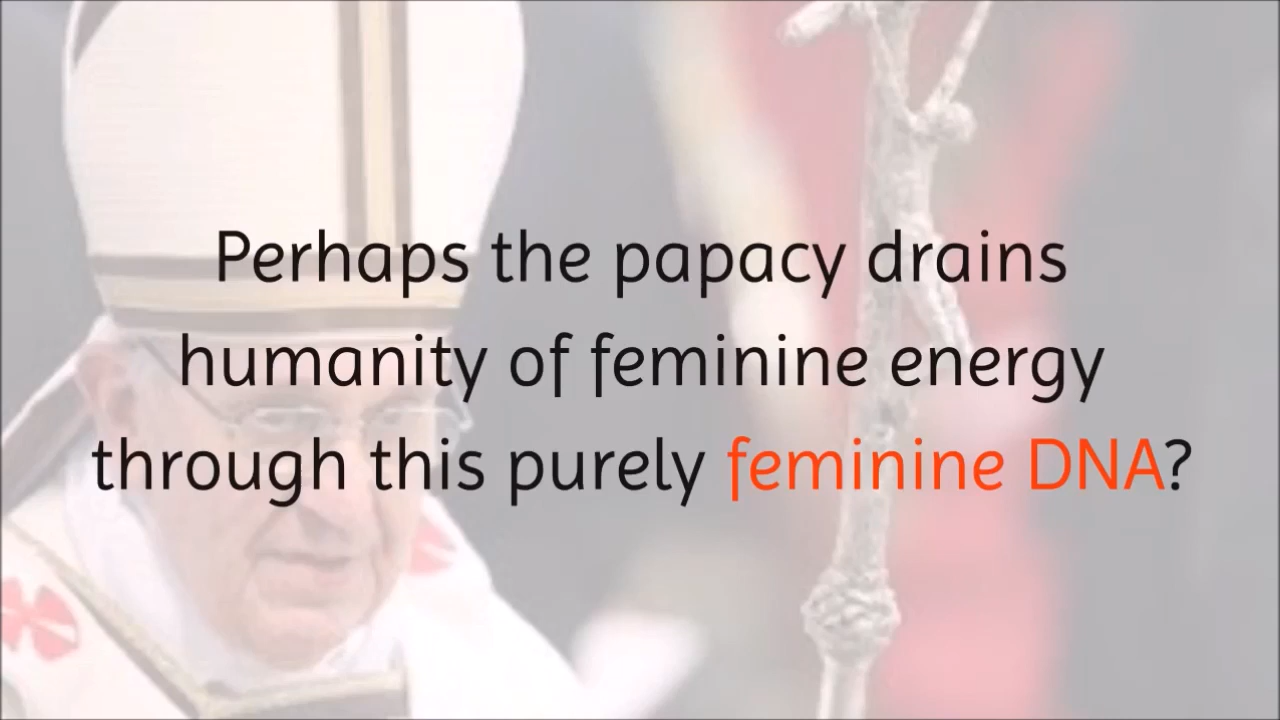 Perhaps the papacy drains
humanity of feminine energy
through this purely feminine DNA?